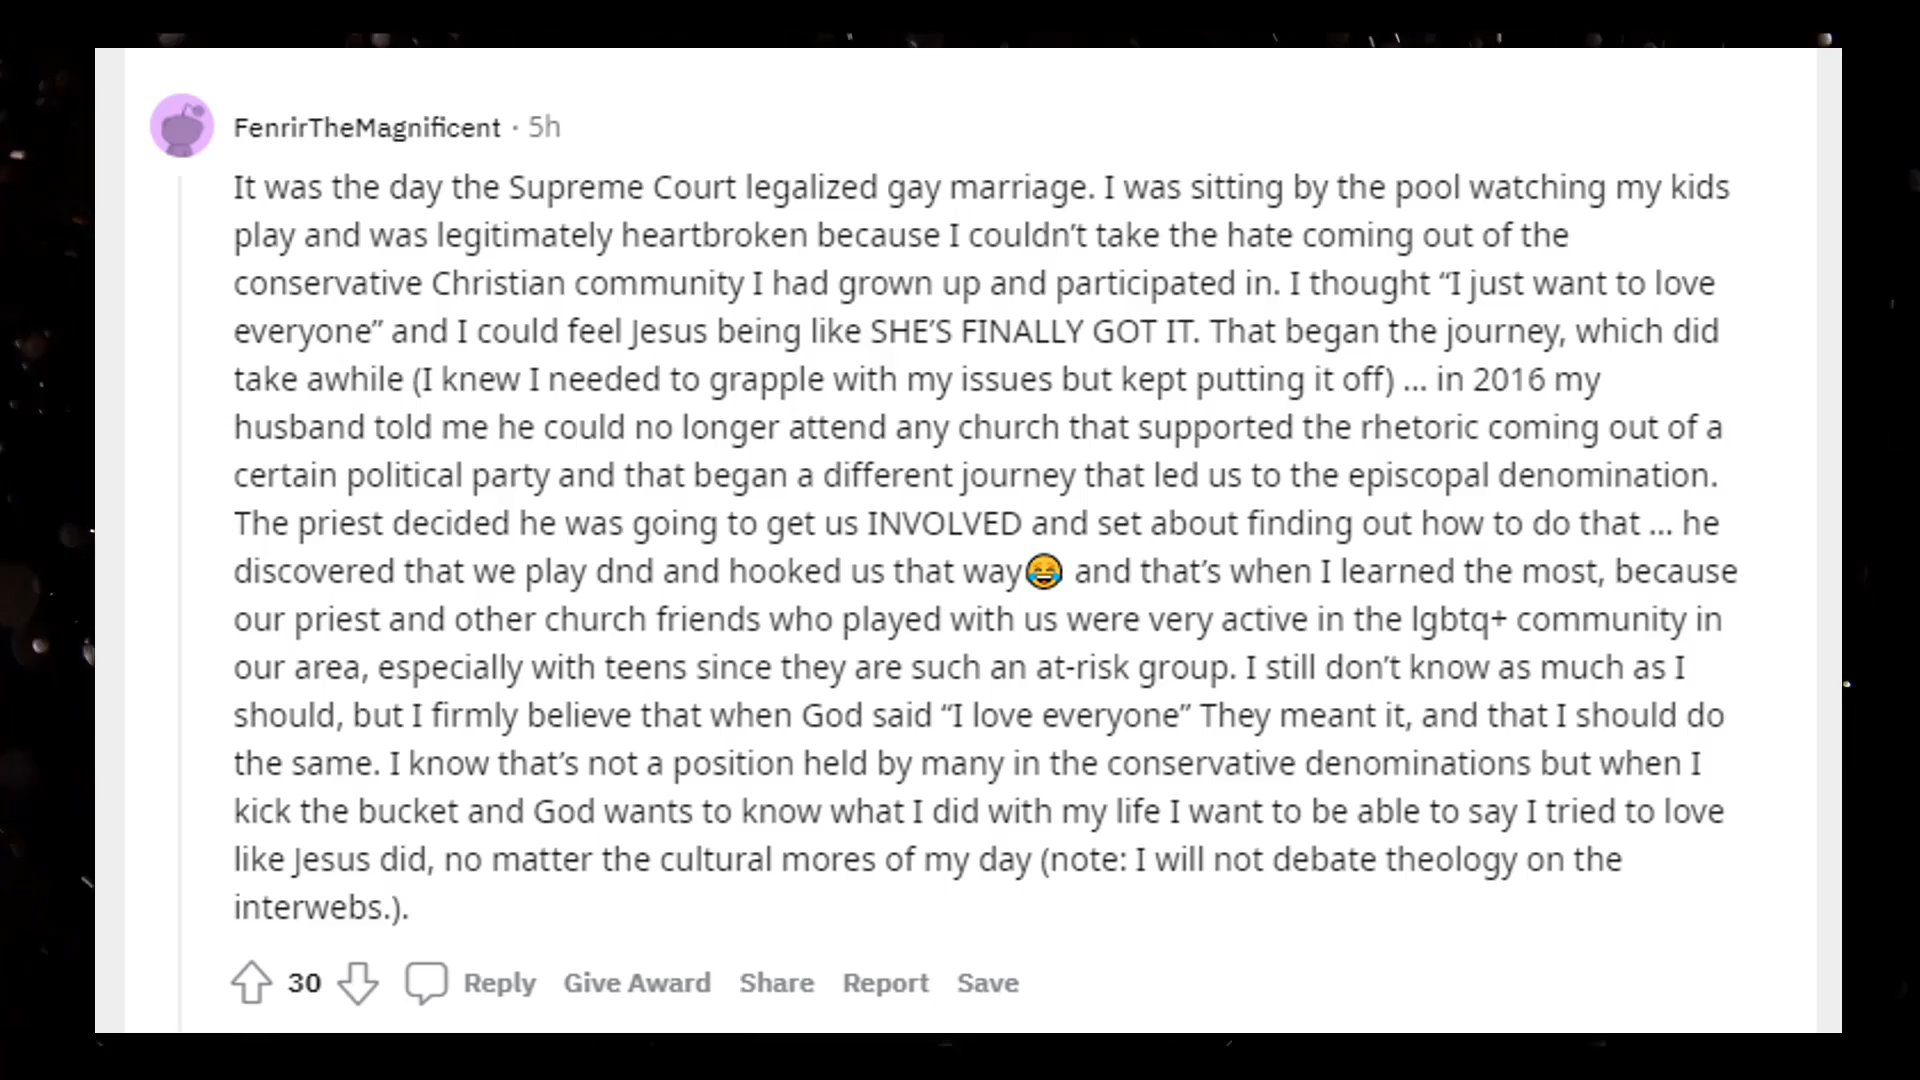 FenrirTheMagnificent · 5h
It was the day the Supreme Court legalized gay marriage. I was sitting by the pool watching my kids
play and was legitimately heartbroken because I couldn’t take the hate coming out of the
conservative Christian community I had grown up and participated in. I thought “I just want to love
everyone” and I could feel Jesus being like SHE’S FINALLY GOT IT. That began the journey, which did
take awhile (I knew I needed to grapple with my issues but kept putting it off) ... in 2016 my
husband told me he could no longer attend any church that supported the rhetoric coming out of a
certain political party and that began a different journey that led us to the episcopal denomination.
The priest decided he was going to get us INVOLVED and set about finding out how to do that ... he
discovered that we play dnd and hooked us that way😂 and that’s when I learned the most, because
our priest and other church friends who played with us were very active in the lgbtq+ community in
our area, especially with teens since they are such an at-risk group. I still don’t know as much as I
should, but I firmly believe that when God said “I love everyone” They meant it, and that I should do
the same. I know that’s not a position held by many in the conservative denominations but when I
kick the bucket and God wants to know what I did with my life I want to be able to say I tried to love
like Jesus did, no matter the cultural mores of my day (note: I will not debate theology on the
interwebs.).
30 Reply Give Award Share Report Save